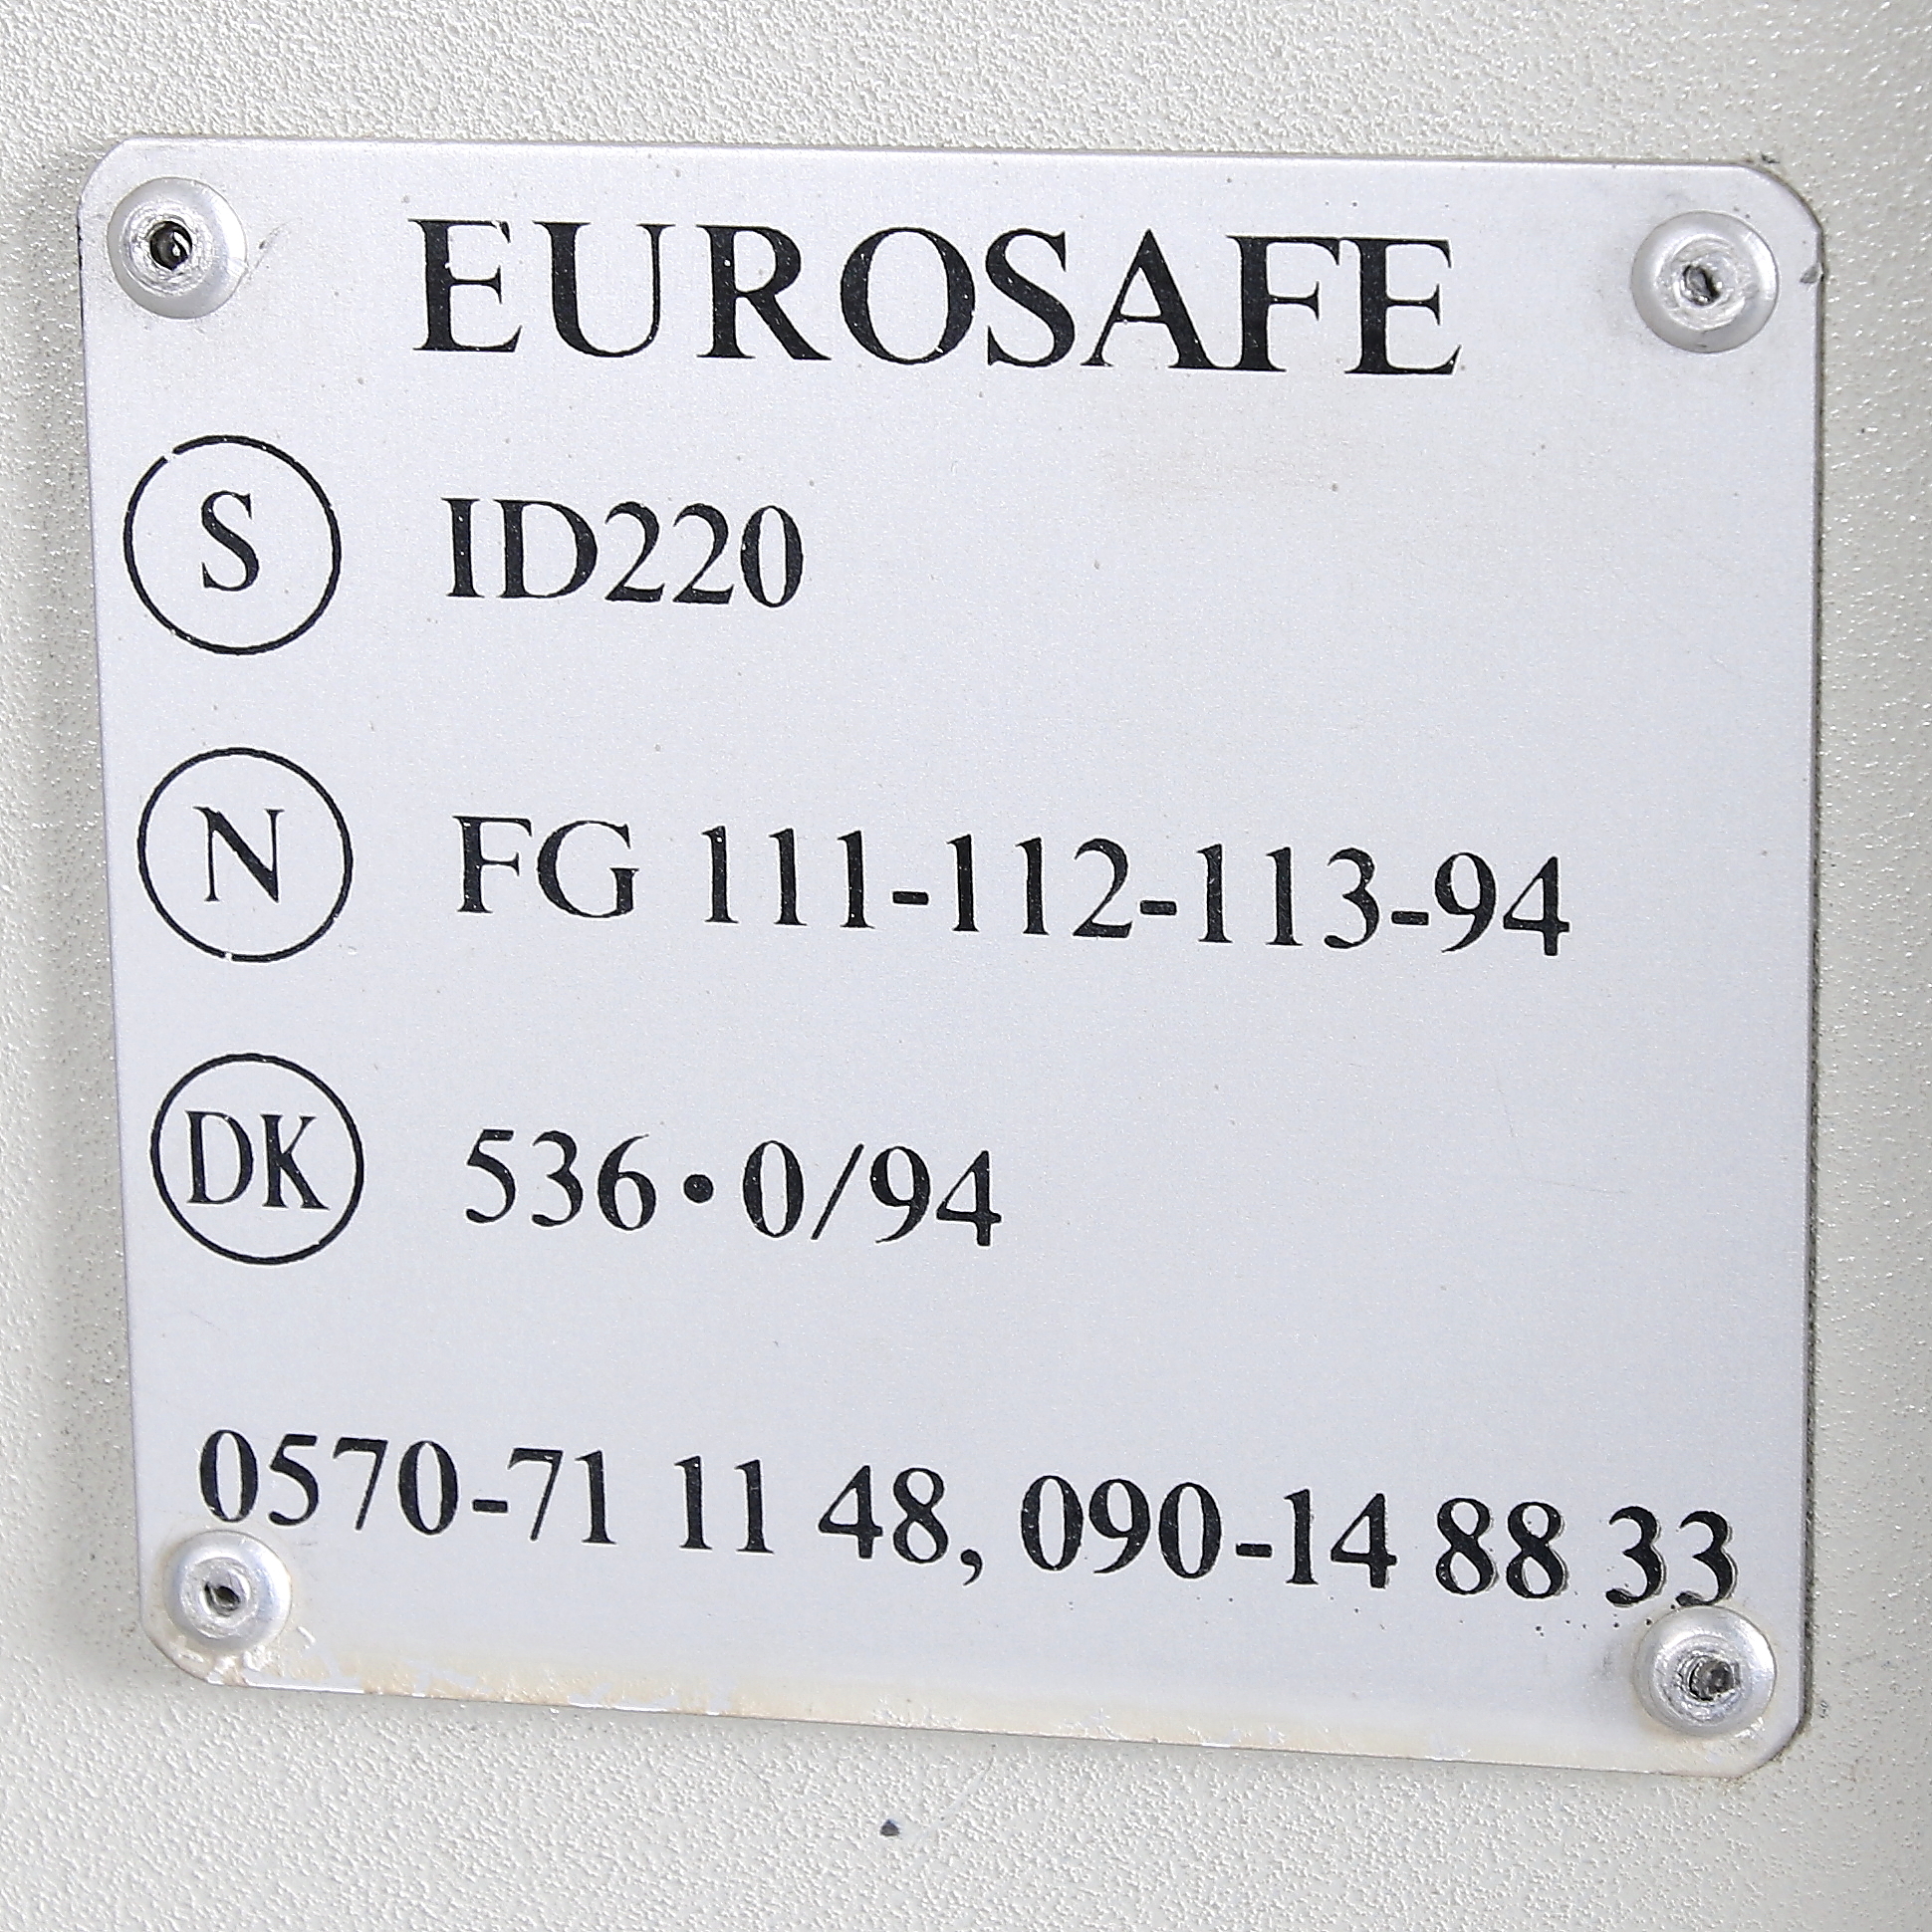 EUROSAFE
S ID220
N FG 111-112-113-94
DK 536•0/94
0570-71 11 48, 090-14 88 33